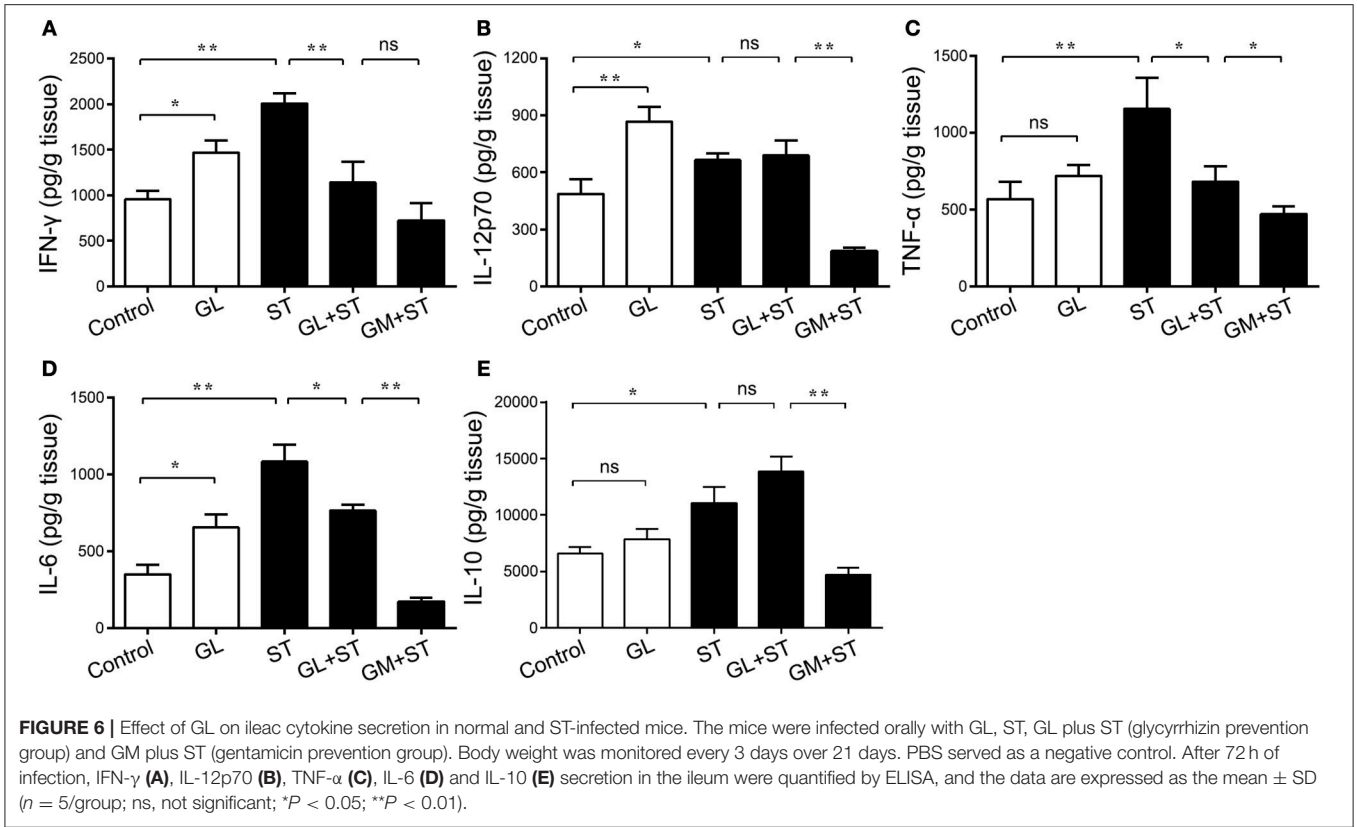 A
IFN-γ (pg/g tissue)
2500
2000
1500
1000
500
0
** ** ns
*
Control GL ST GL+ST GM+ST
B
IL-12p70 (pg/g tissue)
1200
900
600
300
0
* ns **
**
Control GL ST GL+ST GM+ST
C
TNF-α (pg/g tissue)
1500
1000
500
0
** * *
ns
Control GL ST GL+ST GM+ST
D
IL-6 (pg/g tissue)
1500
1000
500
0
** * **
*
Control GL ST GL+ST GM+ST
E
IL-10 (pg/g tissue)
20000
15000
10000
5000
0
* ns **
ns
Control GL ST GL+ST GM+ST
FIGURE 6 | Effect of GL on ileac cytokine secretion in normal and ST-infected mice. The mice were infected orally with GL, ST, GL plus ST (glycyrrhizin prevention
group) and GM plus ST (gentamicin prevention group). Body weight was monitored every 3 days over 21 days. PBS served as a negative control. After 72 h of
infection, IFN-γ (A), IL-12p70 (B), TNF-α (C), IL-6 (D) and IL-10 (E) secretion in the ileum were quantified by ELISA, and the data are expressed as the mean ± SD
(n = 5/group; ns, not significant; *P < 0.05; **P < 0.01).